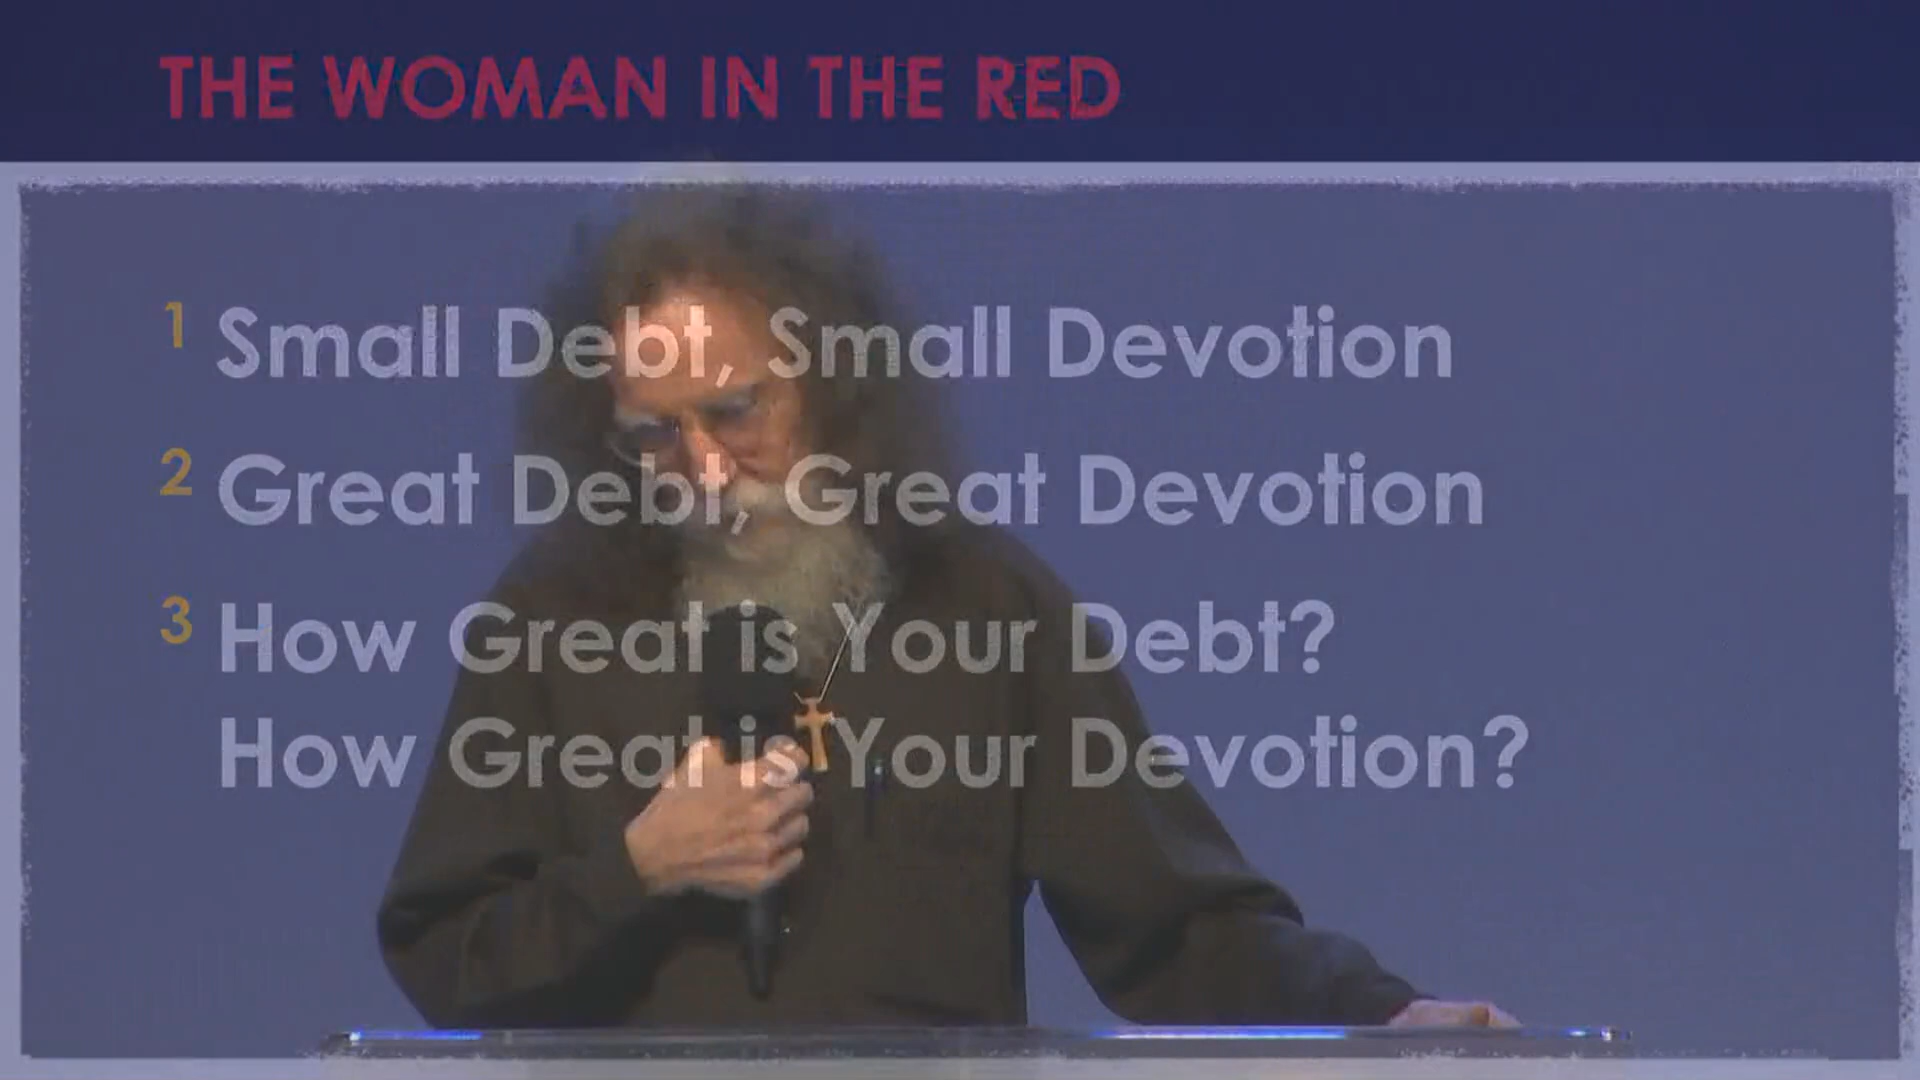 THE WOMAN IN THE RED
1 Small Debt, Small Devotion
2 Great Debt, Great Devotion
3 How Great is Your Debt?
How Great is Your Devotion?